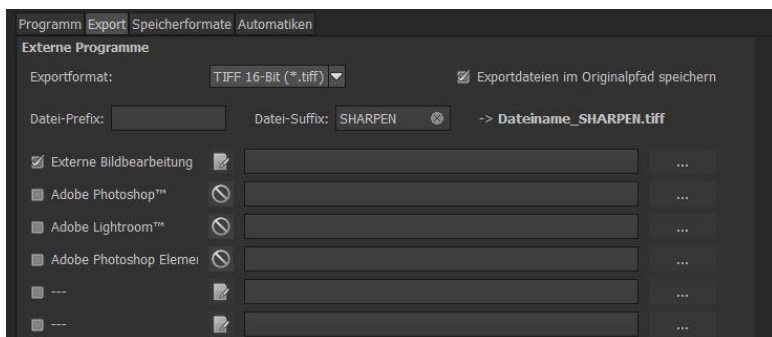 Programm Export Speicherformate Automatiken
Externe Programme
Exportformat: TIFF 16-Bit (*.tiff) Exportdateien im Originalpfad speichern
Datei-Prefix: Datei-Suffix: SHARPEN -> Dateiname_SHARPEN.tiff
Externe Bildbearbeitung ...
Adobe Photoshop™ ...
Adobe Lightroom™ ...
Adobe Photoshop Elemei ...
--- ...
--- ...